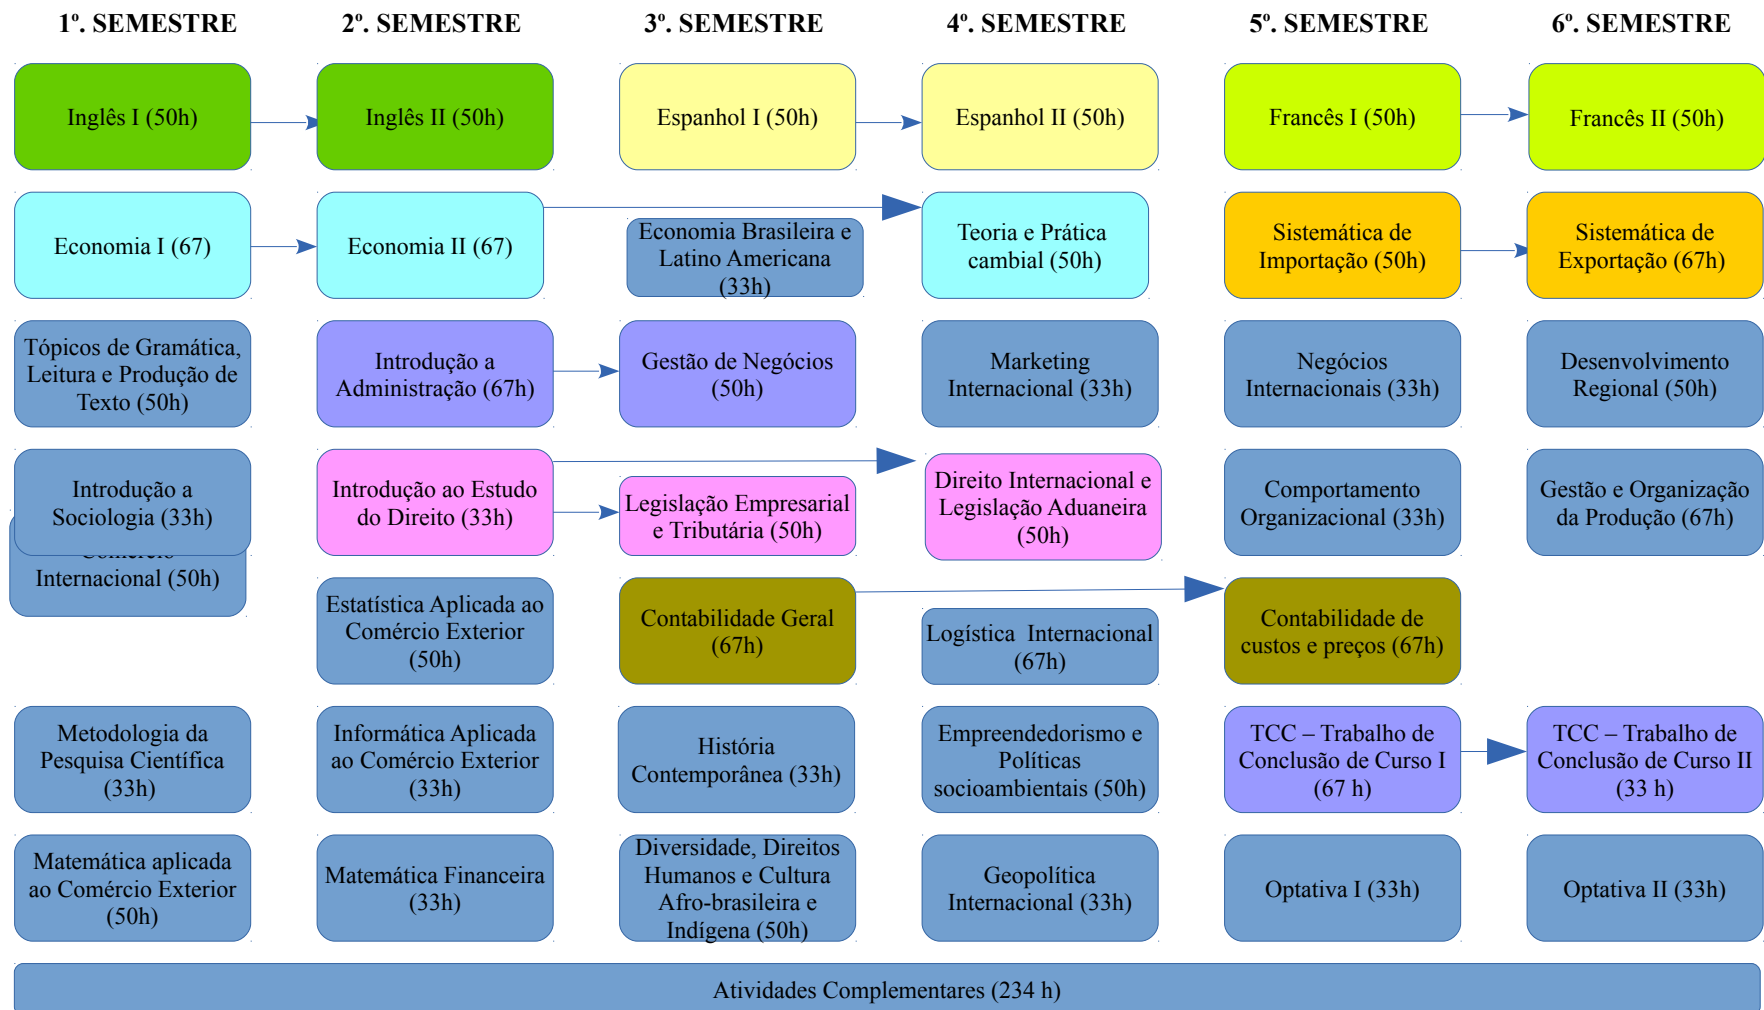 1º. SEMESTRE
2º. SEMESTRE
3º. SEMESTRE
4º. SEMESTRE
5º. SEMESTRE
6º. SEMESTRE
Inglês I (50h)
Inglês II (50h)
Espanhol I (50h)
Espanhol II (50h)
Francês I (50h)
Francês II (50h)
Economia I (67)
Economia II (67)
Economia Brasileira e
Latino Americana
(33h)
Teoria e Prática
cambial (50h)
Sistemática de
Importação (50h)
Sistemática de
Exportação (67h)
Tópicos de Gramática,
Leitura e Produção de
Texto (50h)
Introdução a
Administração (67h)
Gestão de Negócios
(50h)
Marketing
Internacional (33h)
Negócios
Internacionais (33h)
Desenvolvimento
Regional (50h)
Introdução a
Sociologia (33h)
Comércio
Internacional (50h)
Introdução ao Estudo
do Direito (33h)
Legislação Empresarial
e Tributária (50h)
Direito Internacional e
Legislação Aduaneira
(50h)
Comportamento
Organizacional (33h)
Gestão e Organização
da Produção (67h)
Estatística Aplicada ao
Comércio Exterior
(50h)
Contabilidade Geral
(67h)
Logística  Internacional
(67h)
Contabilidade de
custos e preços (67h)
Metodologia da
Pesquisa Científica
(33h)
Informática Aplicada
ao Comércio Exterior
(33h)
História
Contemporânea (33h)
Empreendedorismo e
Políticas
socioambientais (50h)
TCC – Trabalho de
Conclusão de Curso I
(67 h)
TCC – Trabalho de
Conclusão de Curso II
(33 h)
Matemática aplicada
ao Comércio Exterior
(50h)
Matemática Financeira
(33h)
Diversidade, Direitos
Humanos e Cultura
Afro-brasileira e
Indígena (50h)
Geopolítica
Internacional (33h)
Optativa I (33h)
Optativa II (33h)
Atividades Complementares (234 h)